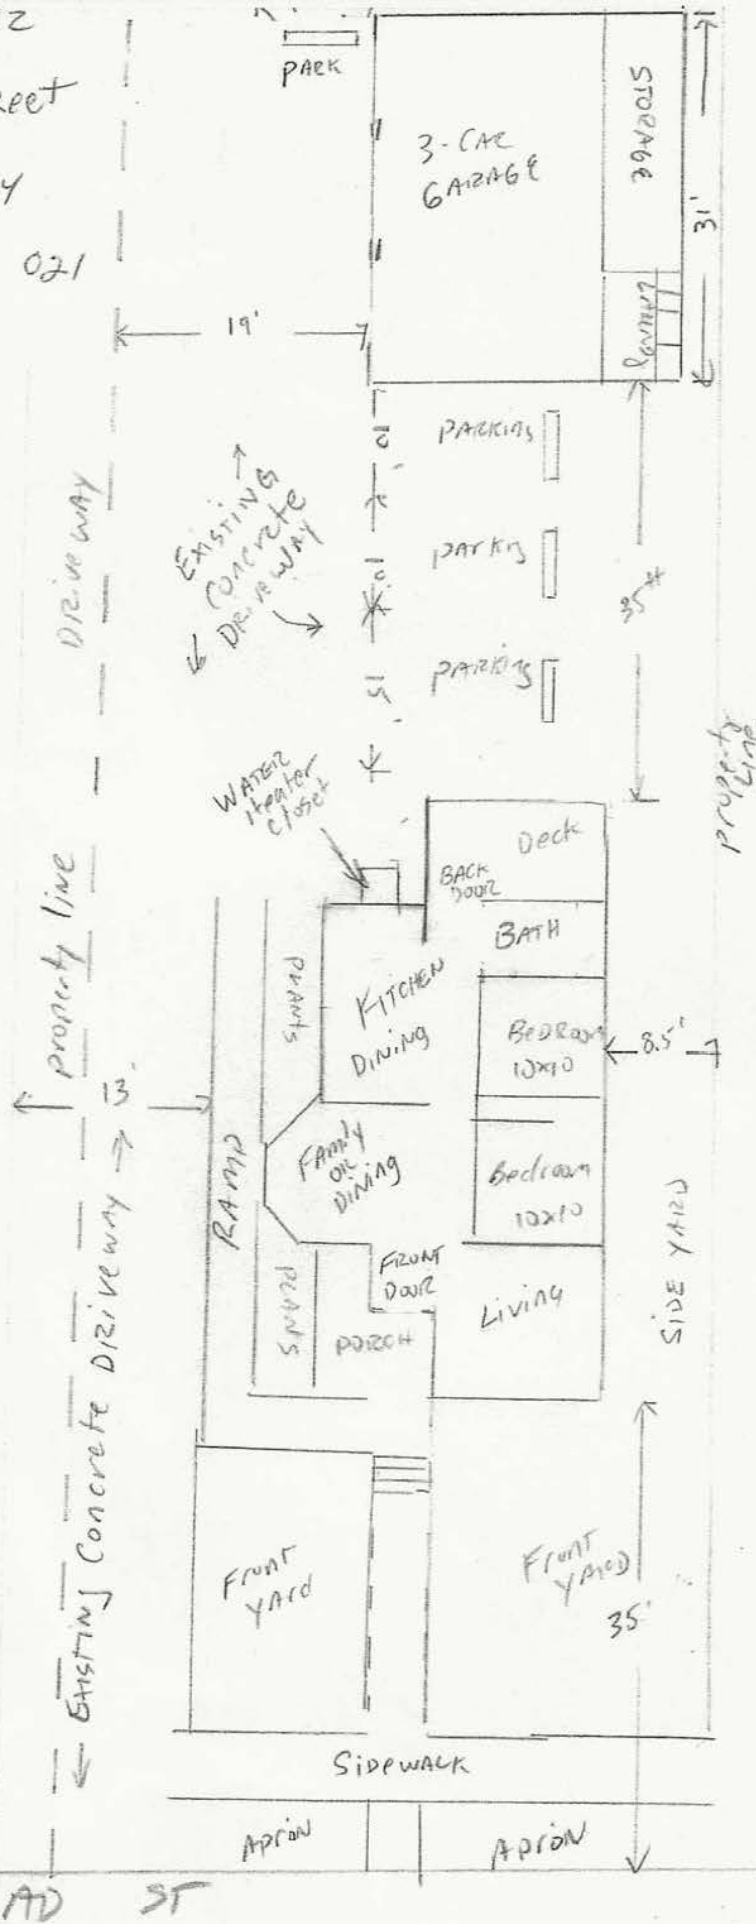 2
reet
PARK
3-CAR
GARAGE
STORAGE
Y
021
31'
19'
Laundry
10'
PARKING
EXISTING
CONCRETE
DRIVEWAY
DRIVEWAY
10'
PARKING
35'
15'
PARKING
WATER
Heater
closet
property
Line
Deck
BACK
DOOR
BATH
property line
PLANTS
KITCHEN
DINING
BEDROOM
10x10
8.5'
13'
RAMP
FAMILY
OR
DINING
Bedroom
10x10
FRONT
DOOR
PLANS
PORCH
LIVING
SIDE YARD
EXISTING CONCRETE DRIVEWAY
FRONT
YARD
FRONT
YARD
35'
SIDEWALK
APRON
APRON
AD ST